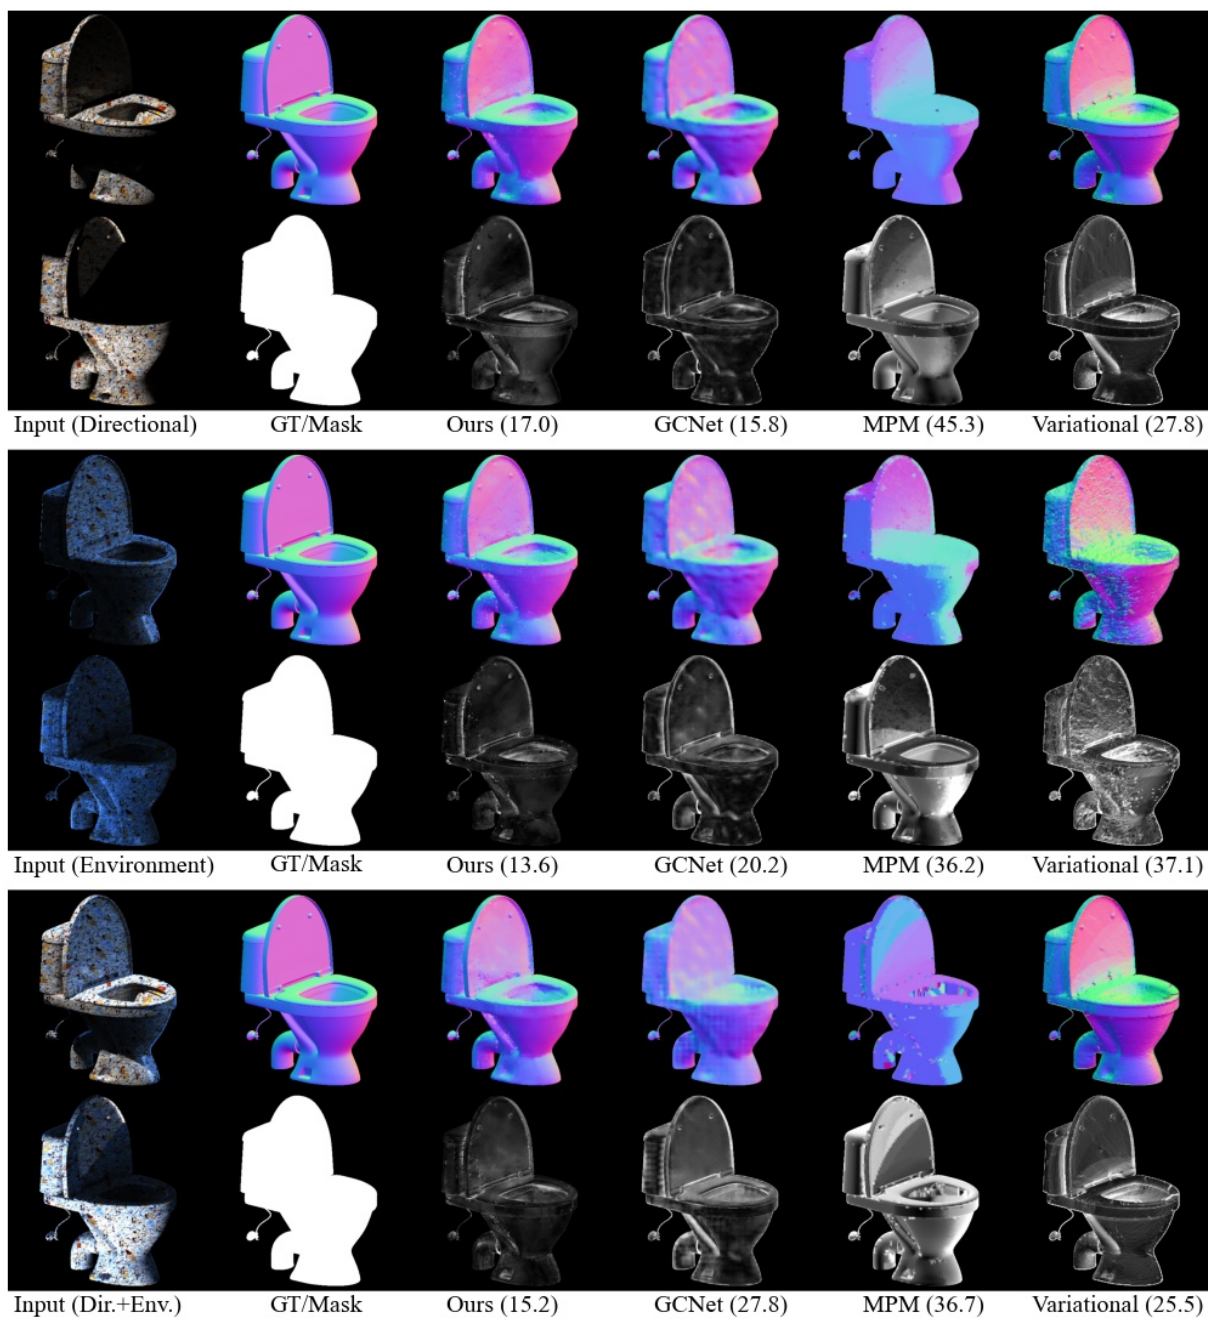 Input (Directional) GT/Mask Ours (17.0) GCNet (15.8) MPM (45.3) Variational (27.8)
Input (Environment) GT/Mask Ours (13.6) GCNet (20.2) MPM (36.2) Variational (37.1)
Input (Dir.+Env.) GT/Mask Ours (15.2) GCNet (27.8) MPM (36.7) Variational (25.5)